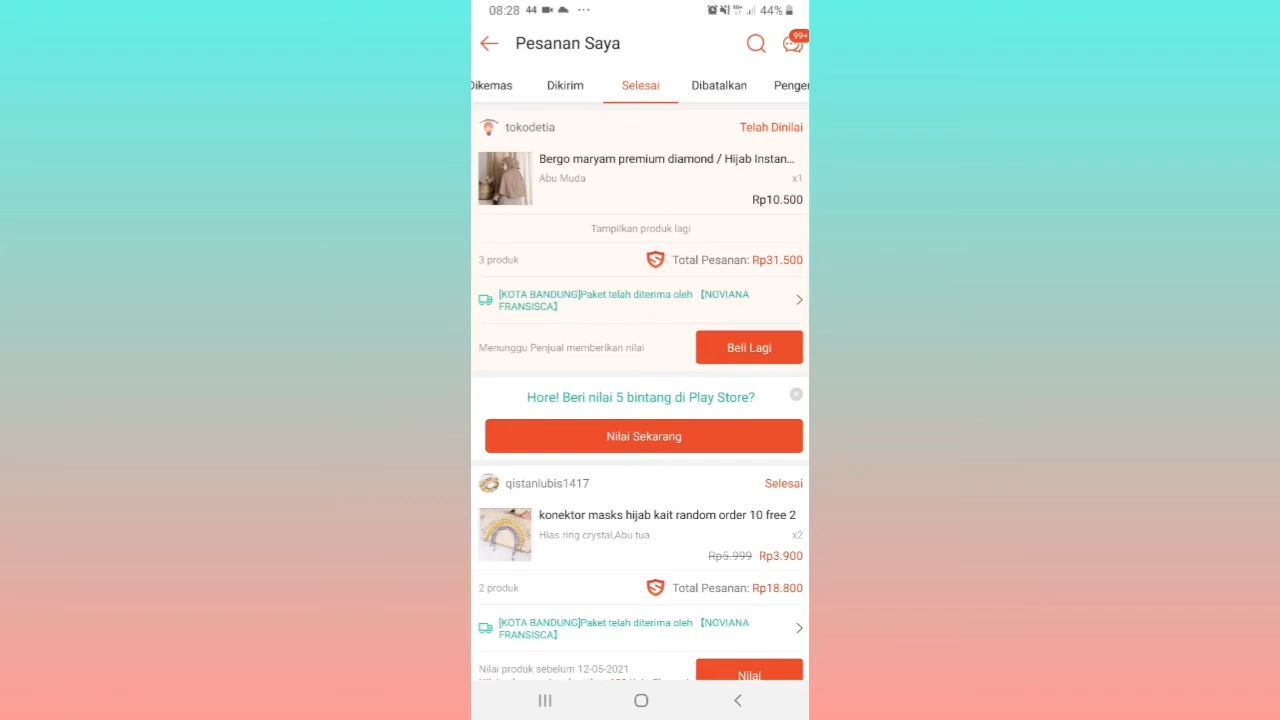 08:28 44 ··· 44%
Pesanan Saya 99+
Dikemas Dikirim Selesai Dibatalkan Penge
tokodetia Telah Dinilai
Bergo maryam premium diamond / Hijab Instan...
Abu Muda x1
Rp10.500
Tampilkan produk lagi
3 produk Total Pesanan: Rp31.500
[KOTA BANDUNG]Paket telah diterima oleh 【NOVIANA
FRANSISCA】
Menunggu Penjual memberikan nilai Beli Lagi
Hore! Beri nilai 5 bintang di Play Store?
Nilai Sekarang
qistanlubis1417 Selesai
konektor masks hijab kait random order 10 free 2
Hias ring crystal,Abu tua x2
Rp5.999 Rp3.900
2 produk Total Pesanan: Rp18.800
[KOTA BANDUNG]Paket telah diterima oleh 【NOVIANA
FRANSISCA】
Nilai produk sebelum 12-05-2021 Nilai